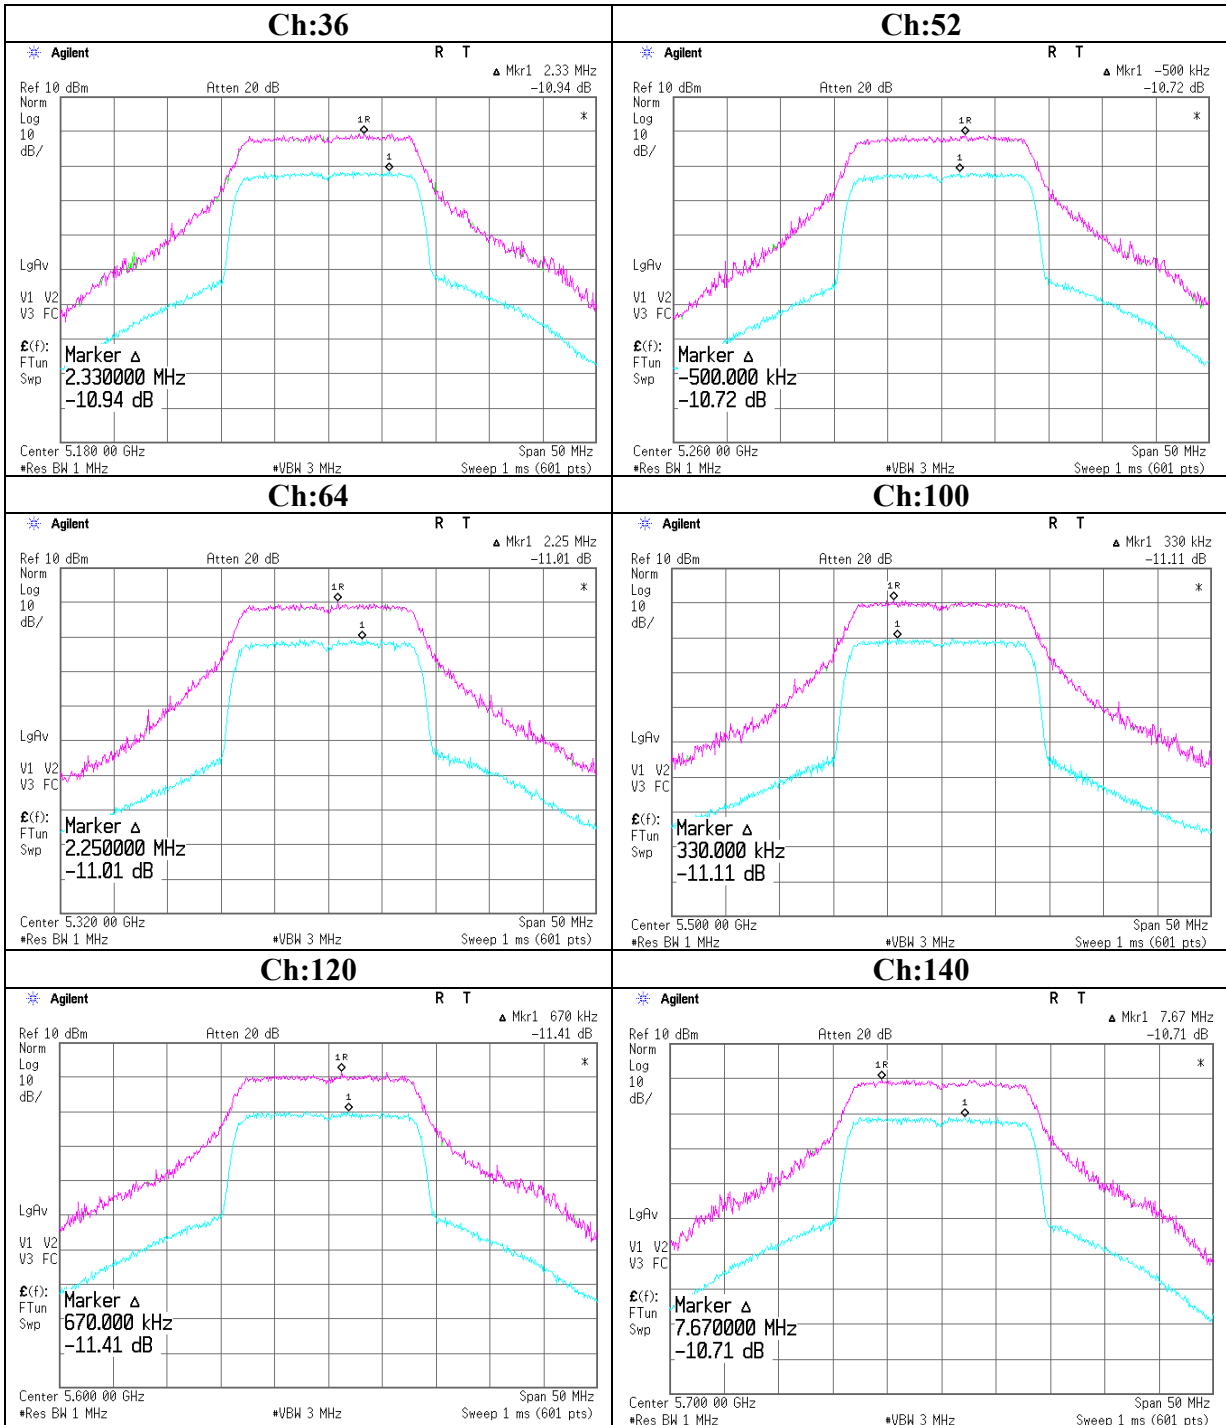 Ch:36
Agilent R T
Δ Mkr1 2.33 MHz
Ref 10 dBm Atten 20 dB -10.94 dB
Norm
Log
10
dB/
1R
*
1
LgAv
V1 V2
V3 FC
£(f):
FTun
Swp
Marker Δ
2.330000 MHz
-10.94 dB
Center 5.180 00 GHz Span 50 MHz
#Res BW 1 MHz #VBW 3 MHz Sweep 1 ms (601 pts)
Ch:52
Agilent R T
Δ Mkr1 -500 kHz
Ref 10 dBm Atten 20 dB -10.72 dB
Norm
Log
10
dB/
1R
*
1
LgAv
V1 V2
V3 FC
£(f):
FTun
Swp
Marker Δ
-500.000 kHz
-10.72 dB
Center 5.260 00 GHz Span 50 MHz
#Res BW 1 MHz #VBW 3 MHz Sweep 1 ms (601 pts)
Ch:64
Agilent R T
Δ Mkr1 2.25 MHz
Ref 10 dBm Atten 20 dB -11.01 dB
Norm
Log
10
dB/
1R
*
1
LgAv
V1 V2
V3 FC
£(f):
FTun
Swp
Marker Δ
2.250000 MHz
-11.01 dB
Center 5.320 00 GHz Span 50 MHz
#Res BW 1 MHz #VBW 3 MHz Sweep 1 ms (601 pts)
Ch:100
Agilent R T
Δ Mkr1 330 kHz
Ref 10 dBm Atten 20 dB -11.11 dB
Norm
Log
10
dB/
1R
*
1
LgAv
V1 V2
V3 FC
£(f):
FTun
Swp
Marker Δ
330.000 kHz
-11.11 dB
Center 5.500 00 GHz Span 50 MHz
#Res BW 1 MHz #VBW 3 MHz Sweep 1 ms (601 pts)
Ch:120
Agilent R T
Δ Mkr1 670 kHz
Ref 10 dBm Atten 20 dB -11.41 dB
Norm
Log
10
dB/
1R
*
1
LgAv
V1 V2
V3 FC
£(f):
FTun
Swp
Marker Δ
670.000 kHz
-11.41 dB
Center 5.600 00 GHz Span 50 MHz
#Res BW 1 MHz #VBW 3 MHz Sweep 1 ms (601 pts)
Ch:140
Agilent R T
Δ Mkr1 7.67 MHz
Ref 10 dBm Atten 20 dB -10.71 dB
Norm
Log
10
dB/
1R
*
1
LgAv
V1 V2
V3 FC
£(f):
FTun
Swp
Marker Δ
7.670000 MHz
-10.71 dB
Center 5.700 00 GHz Span 50 MHz
#Res BW 1 MHz #VBW 3 MHz Sweep 1 ms (601 pts)